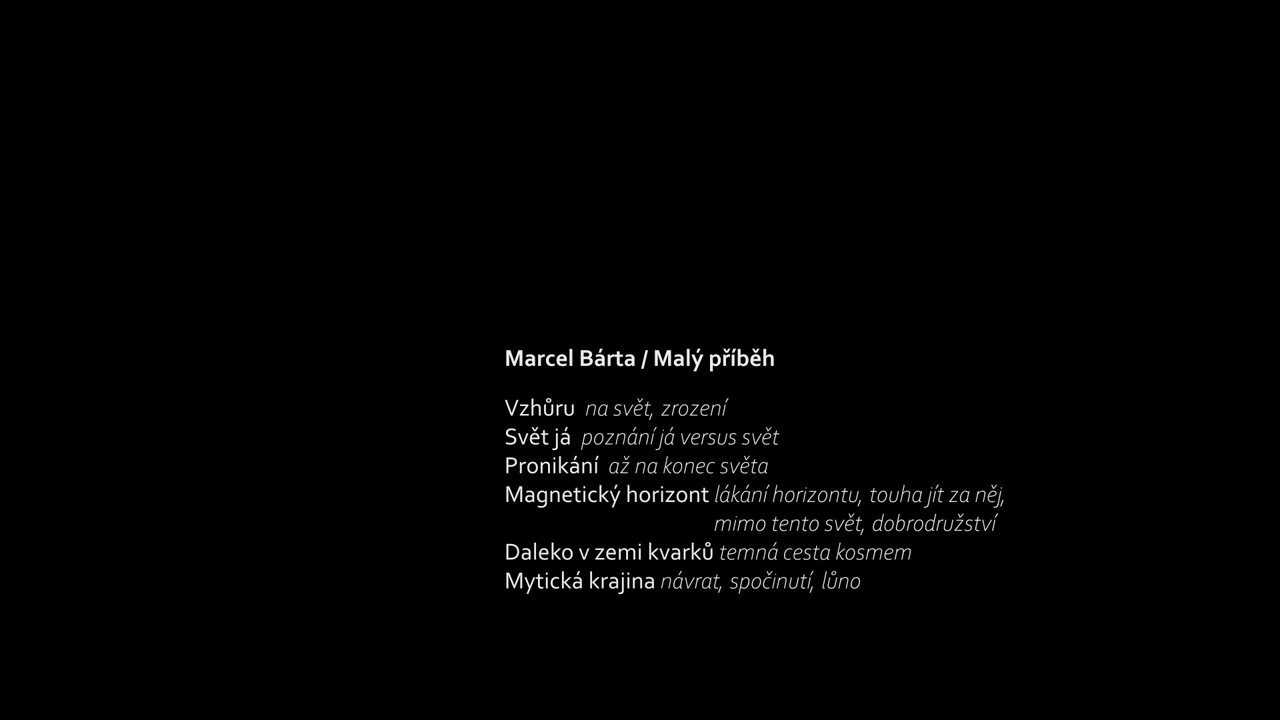 Marcel Bárta / Malý příběh
Vzhůru na svět, zrození
Svět já poznání já versus svět
Pronikání až na konec světa
Magnetický horizont lákání horizontu, touha jít za něj,
mimo tento svět, dobrodružství
Daleko v zemi kvarků temná cesta kosmem
Mytická krajina návrat, spočinutí, lůno